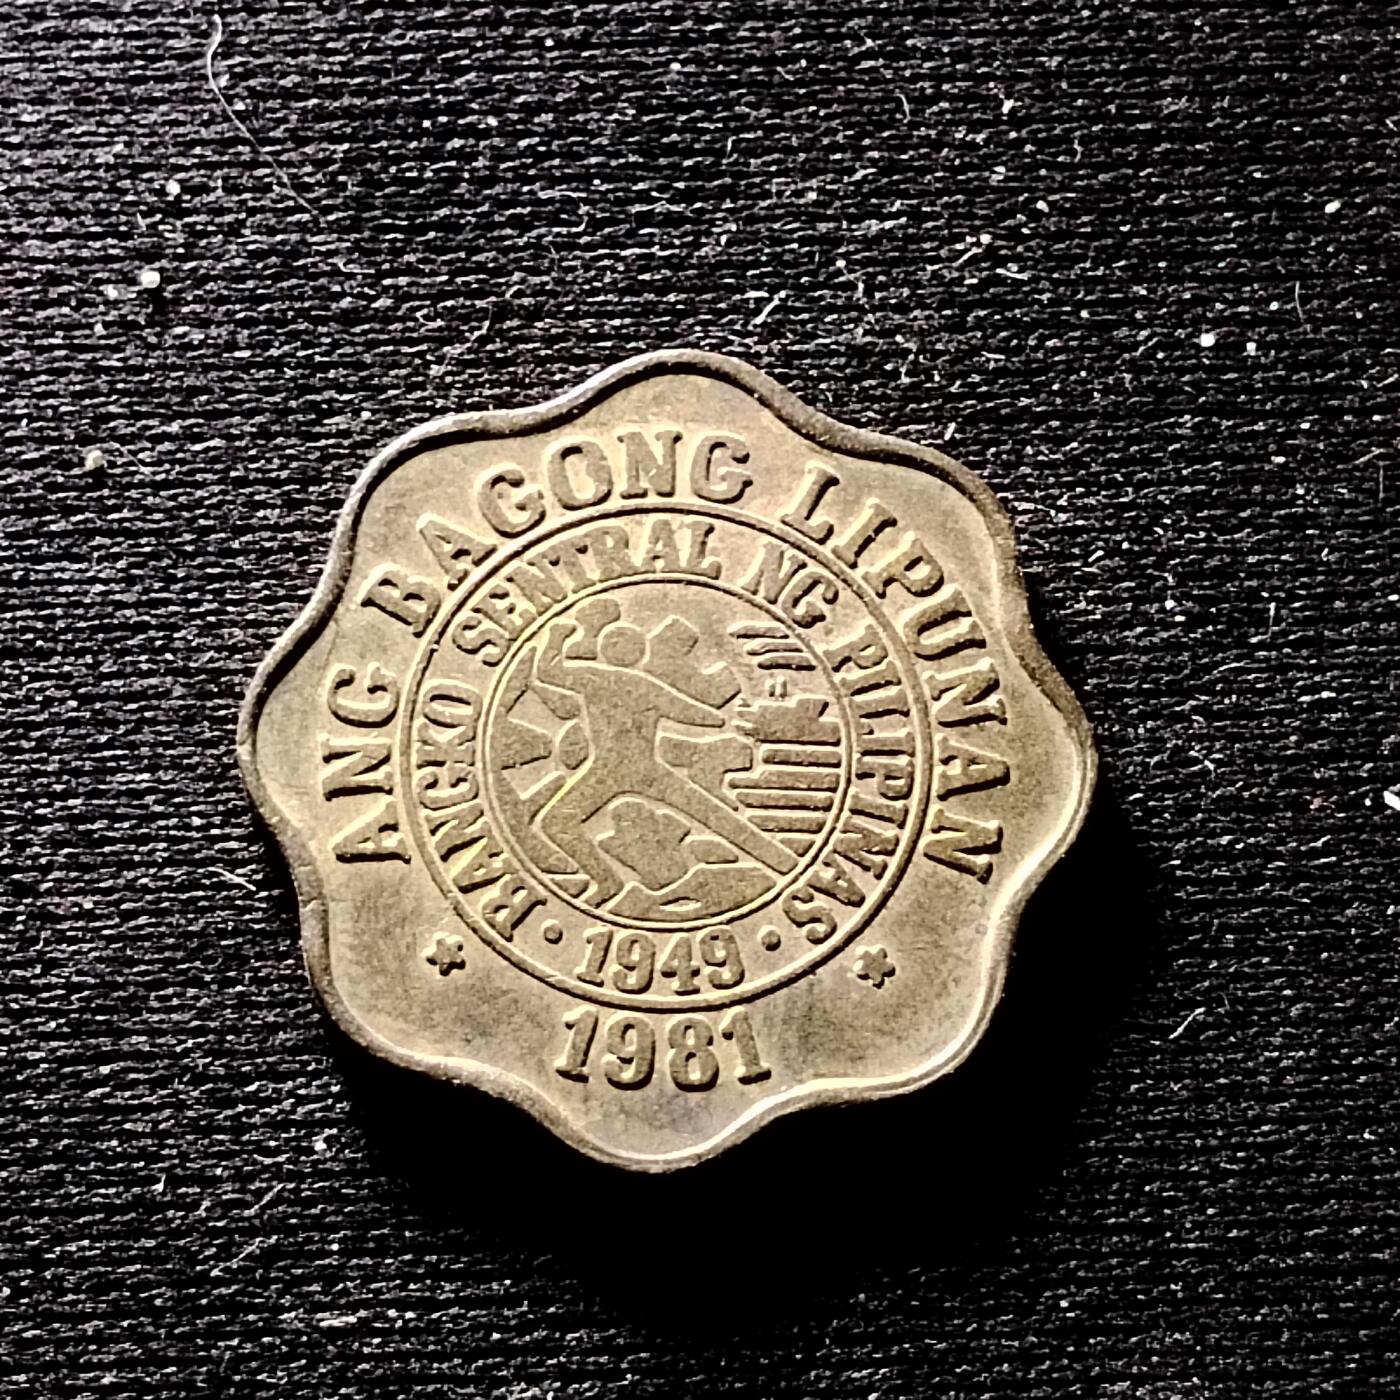 ANG BAGONG LIPUNAN
BANGKO SENTRAL NG PILIPINAS
· 1949 ·
1981